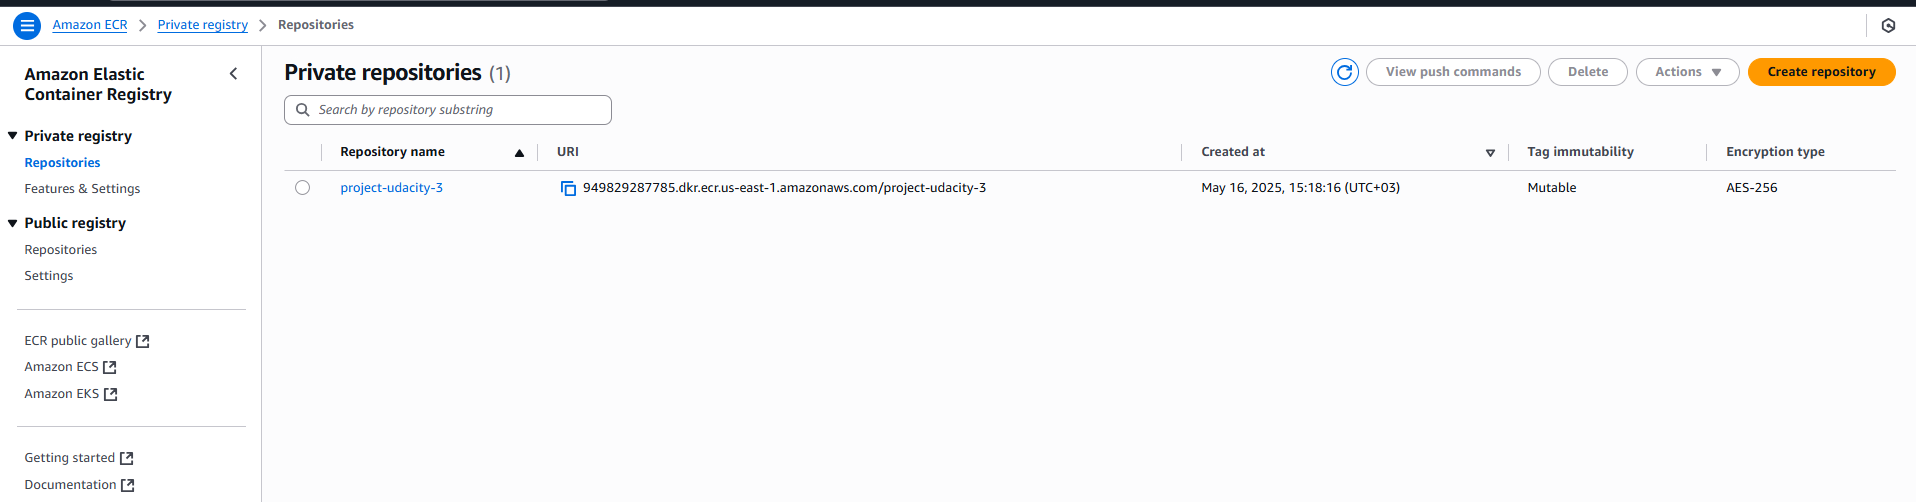 Amazon ECR > Private registry > Repositories
Amazon Elastic
Container Registry
Private registry
Repositories
Features & Settings
Public registry
Repositories
Settings
ECR public gallery
Amazon ECS
Amazon EKS
Getting started
Documentation
Private repositories (1)
View push commands Delete Actions Create repository
Search by repository substring
Repository name URI Created at Tag immutability Encryption type
project-udacity-3 949829287785.dkr.ecr.us-east-1.amazonaws.com/project-udacity-3 May 16, 2025, 15:18:16 (UTC+03) Mutable AES-256